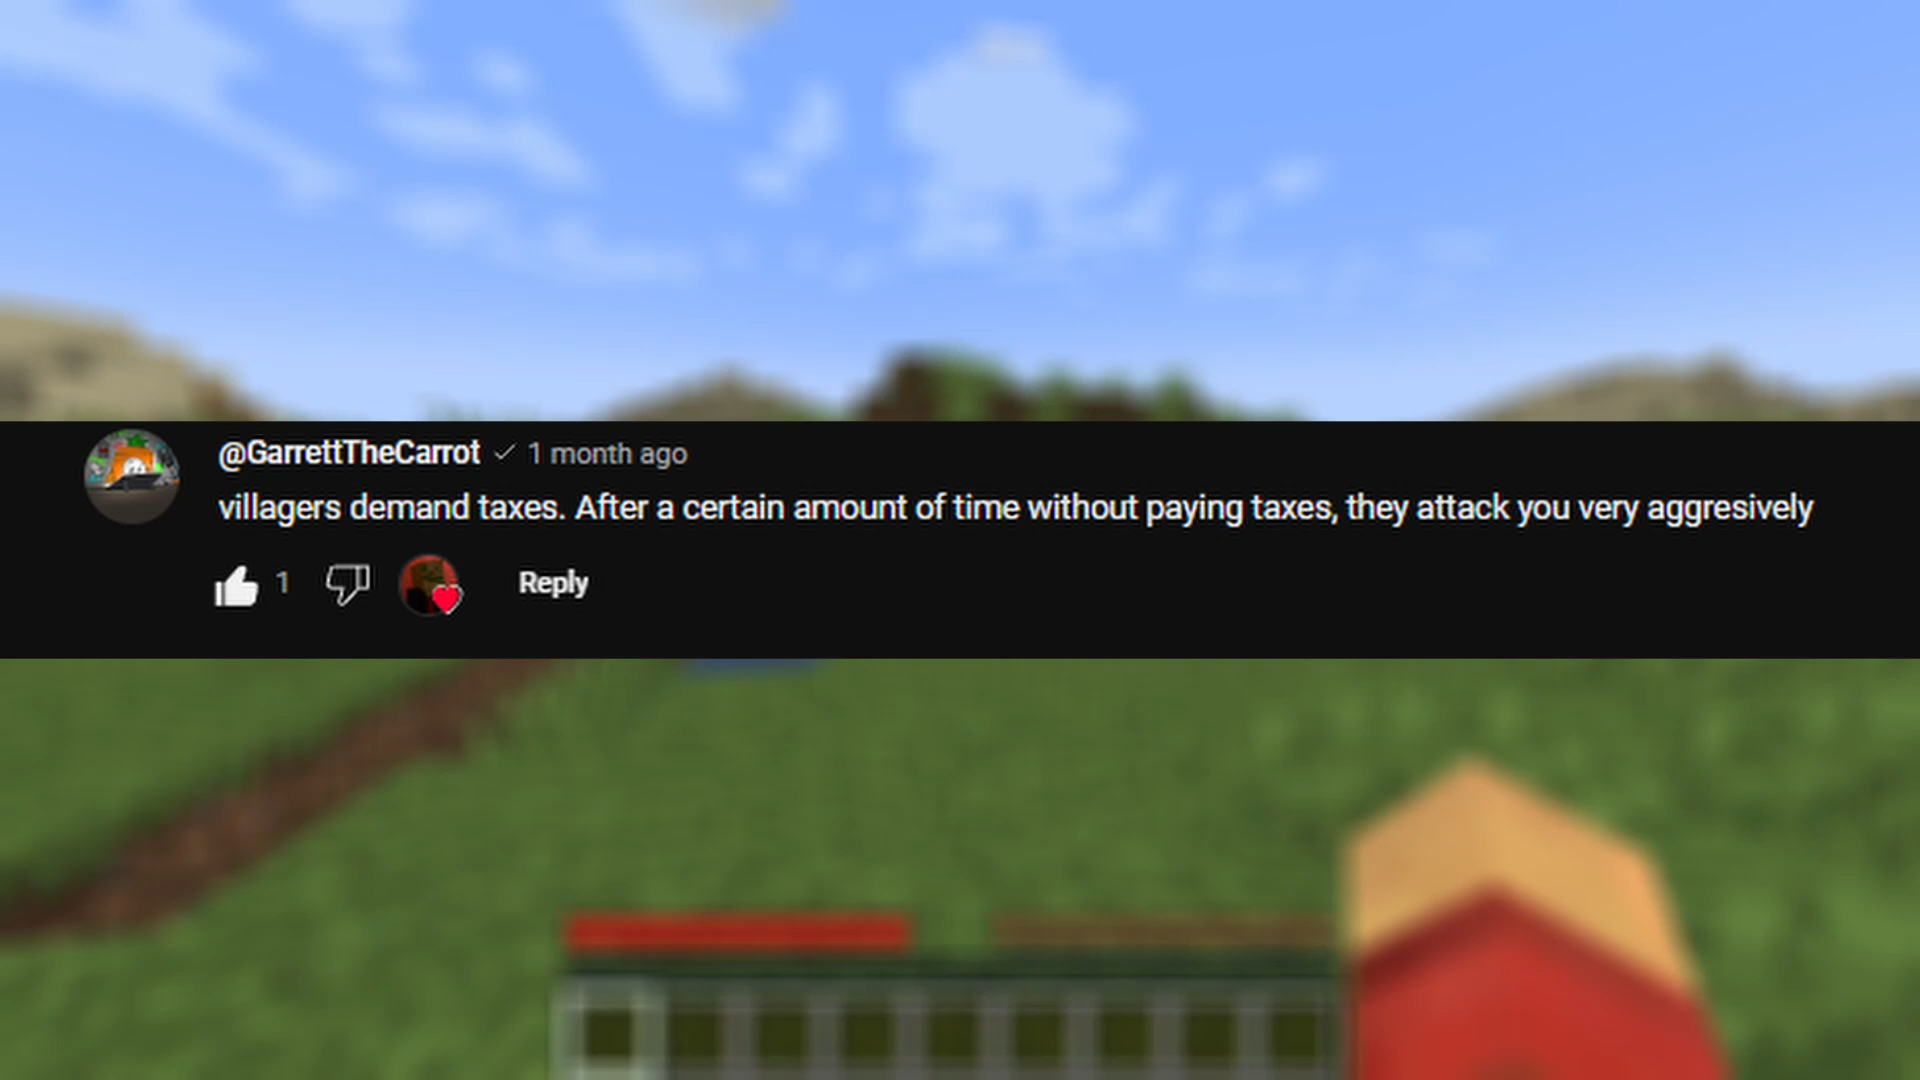 @GarrettTheCarrot 1 month ago
villagers demand taxes. After a certain amount of time without paying taxes, they attack you very aggresively
1 Reply